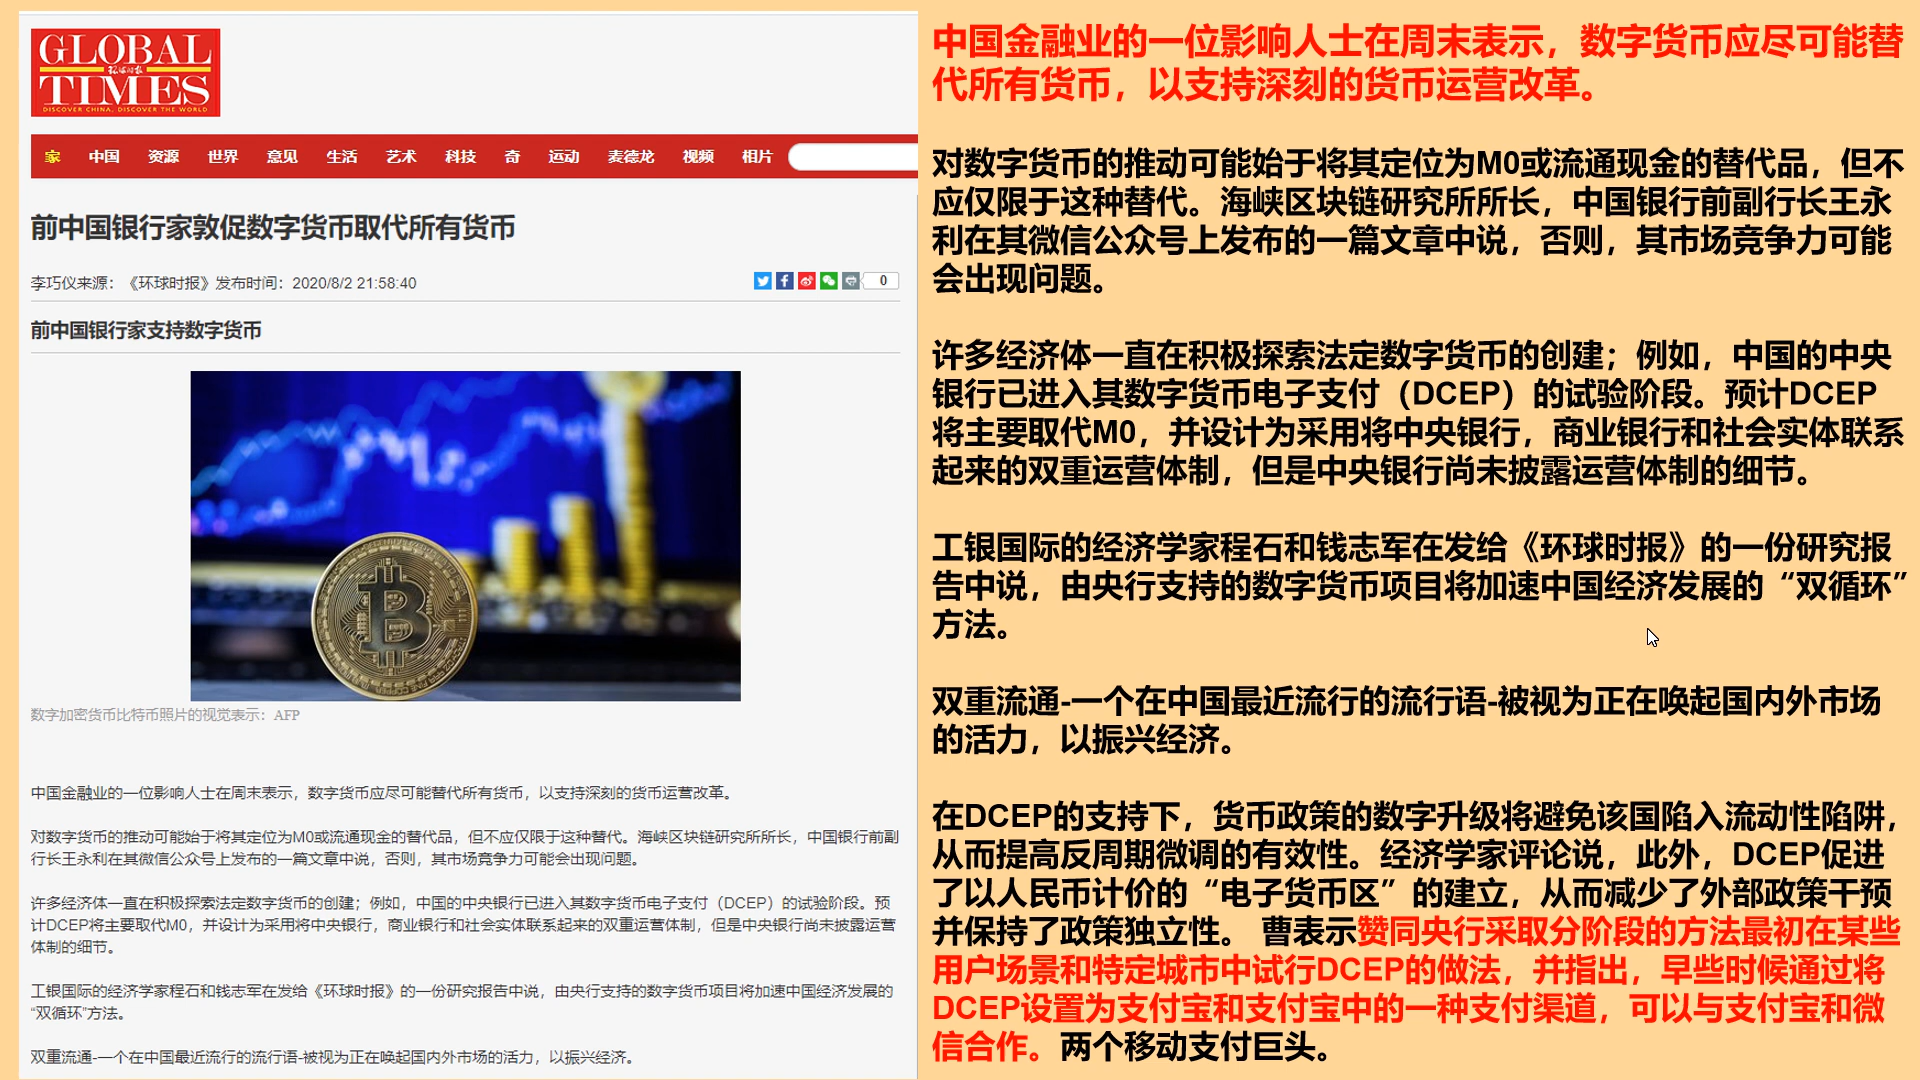 GLOBAL
环球时报
TIMES
DISCOVER CHINA, DISCOVER THE WORLD
家 中国 资源 世界 意见 生活 艺术 科技 奇 运动 麦德龙 视频 相片
前中国银行家敦促数字货币取代所有货币
李巧仪来源：《环球时报》发布时间：2020/8/2 21:58:40
0
前中国银行家支持数字货币
数字加密货币比特币照片的视觉表示：AFP
中国金融业的一位影响人士在周末表示，数字货币应尽可能替代所有货币，以支持深刻的货币运营改革。
对数字货币的推动可能始于将其定位为M0或流通现金的替代品，但不应仅限于这种替代。海峡区块链研究所所长，中国银行前副
行长王永利在其微信公众号上发布的一篇文章中说，否则，其市场竞争力可能会出现问题。
许多经济体一直在积极探索法定数字货币的创建；例如，中国的中央银行已进入其数字货币电子支付（DCEP）的试验阶段。预
计DCEP将主要取代M0，并设计为采用将中央银行，商业银行和社会实体联系起来的双重运营体制，但是中央银行尚未披露运营
体制的细节。
工银国际的经济学家程石和钱志军在发给《环球时报》的一份研究报告中说，由央行支持的数字货币项目将加速中国经济发展的
“双循环”方法。
双重流通-一个在中国最近流行的流行语-被视为正在唤起国内外市场的活力，以振兴经济。
中国金融业的一位影响人士在周末表示，数字货币应尽可能替
代所有货币，以支持深刻的货币运营改革。
对数字货币的推动可能始于将其定位为M0或流通现金的替代品，但不
应仅限于这种替代。海峡区块链研究所所长，中国银行前副行长王永
利在其微信公众号上发布的一篇文章中说，否则，其市场竞争力可能
会出现问题。
许多经济体一直在积极探索法定数字货币的创建；例如，中国的中央
银行已进入其数字货币电子支付（DCEP）的试验阶段。预计DCEP
将主要取代M0，并设计为采用将中央银行，商业银行和社会实体联系
起来的双重运营体制，但是中央银行尚未披露运营体制的细节。
工银国际的经济学家程石和钱志军在发给《环球时报》的一份研究报
告中说，由央行支持的数字货币项目将加速中国经济发展的“双循环”
方法。
双重流通-一个在中国最近流行的流行语-被视为正在唤起国内外市场
的活力，以振兴经济。
在DCEP的支持下，货币政策的数字升级将避免该国陷入流动性陷阱，
从而提高反周期微调的有效性。经济学家评论说，此外，DCEP促进
了以人民币计价的“电子货币区”的建立，从而减少了外部政策干预
并保持了政策独立性。 曹表示赞同央行采取分阶段的方法最初在某些
用户场景和特定城市中试行DCEP的做法，并指出，早些时候通过将
DCEP设置为支付宝和支付宝中的一种支付渠道，可以与支付宝和微
信合作。两个移动支付巨头。